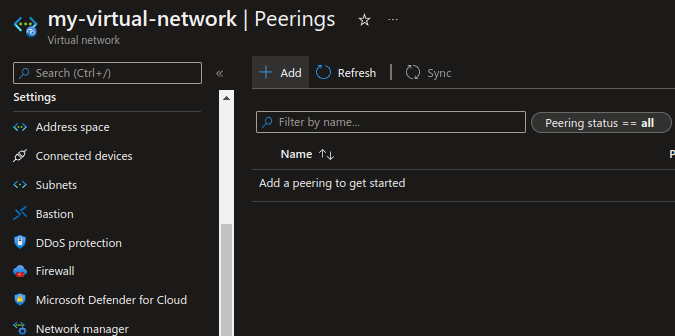 my-virtual-network | Peerings
Virtual network
Search (Ctrl+/)
Settings
Address space
Connected devices
Subnets
Bastion
DDoS protection
Firewall
Microsoft Defender for Cloud
Network manager
Add
Refresh
Sync
Filter by name...
Peering status == all
Name
P
Add a peering to get started